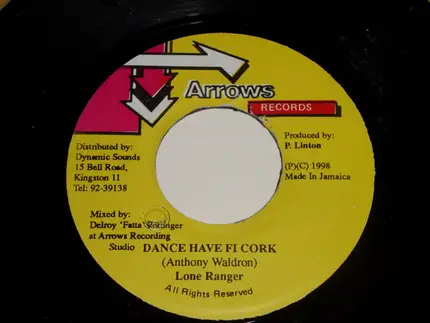 Arrows
RECORDS
Distributed by:
Dynamic Sounds
15 Bell Road,
Kingston 11
Tel: 92-39138
Produced by:
P. Linton
(P)(C) 1998
Made In Jamaica
Mixed by:
Delroy 'Fatta'
at Arrows Recording
Studio
DANCE HAVE FI CORK
(Anthony Waldron)
Lone Ranger
All Rights Reserved